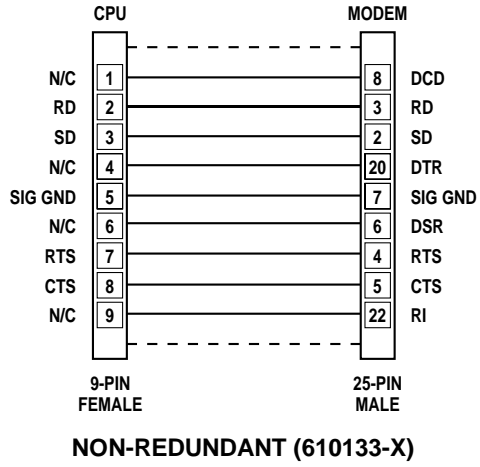 CPU MODEM
N/C 1 8 DCD
RD 2 3 RD
SD 3 2 SD
N/C 4 20 DTR
SIG GND 5 7 SIG GND
N/C 6 6 DSR
RTS 7 4 RTS
CTS 8 5 CTS
N/C 9 22 RI
9-PIN 25-PIN
FEMALE MALE
NON-REDUNDANT (610133-X)